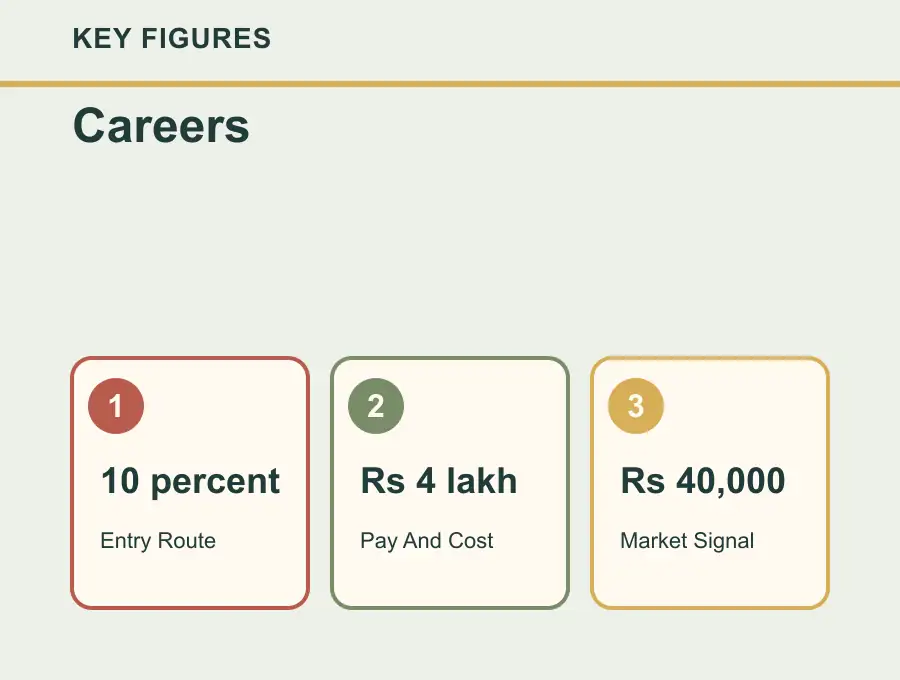 KEY FIGURES
Careers
1
10 percent
Entry Route
2
Rs 4 lakh
Pay And Cost
3
Rs 40,000
Market Signal